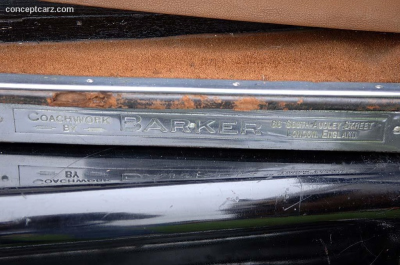 conceptcarz.com
COACHWORK
BY
BARKER
66 SOUTH AUDLEY STREET
LONDON, ENGLAND